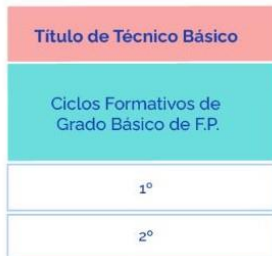 Título de Técnico Básico
Ciclos Formativos de
Grado Básico de F.P.
1º
2º